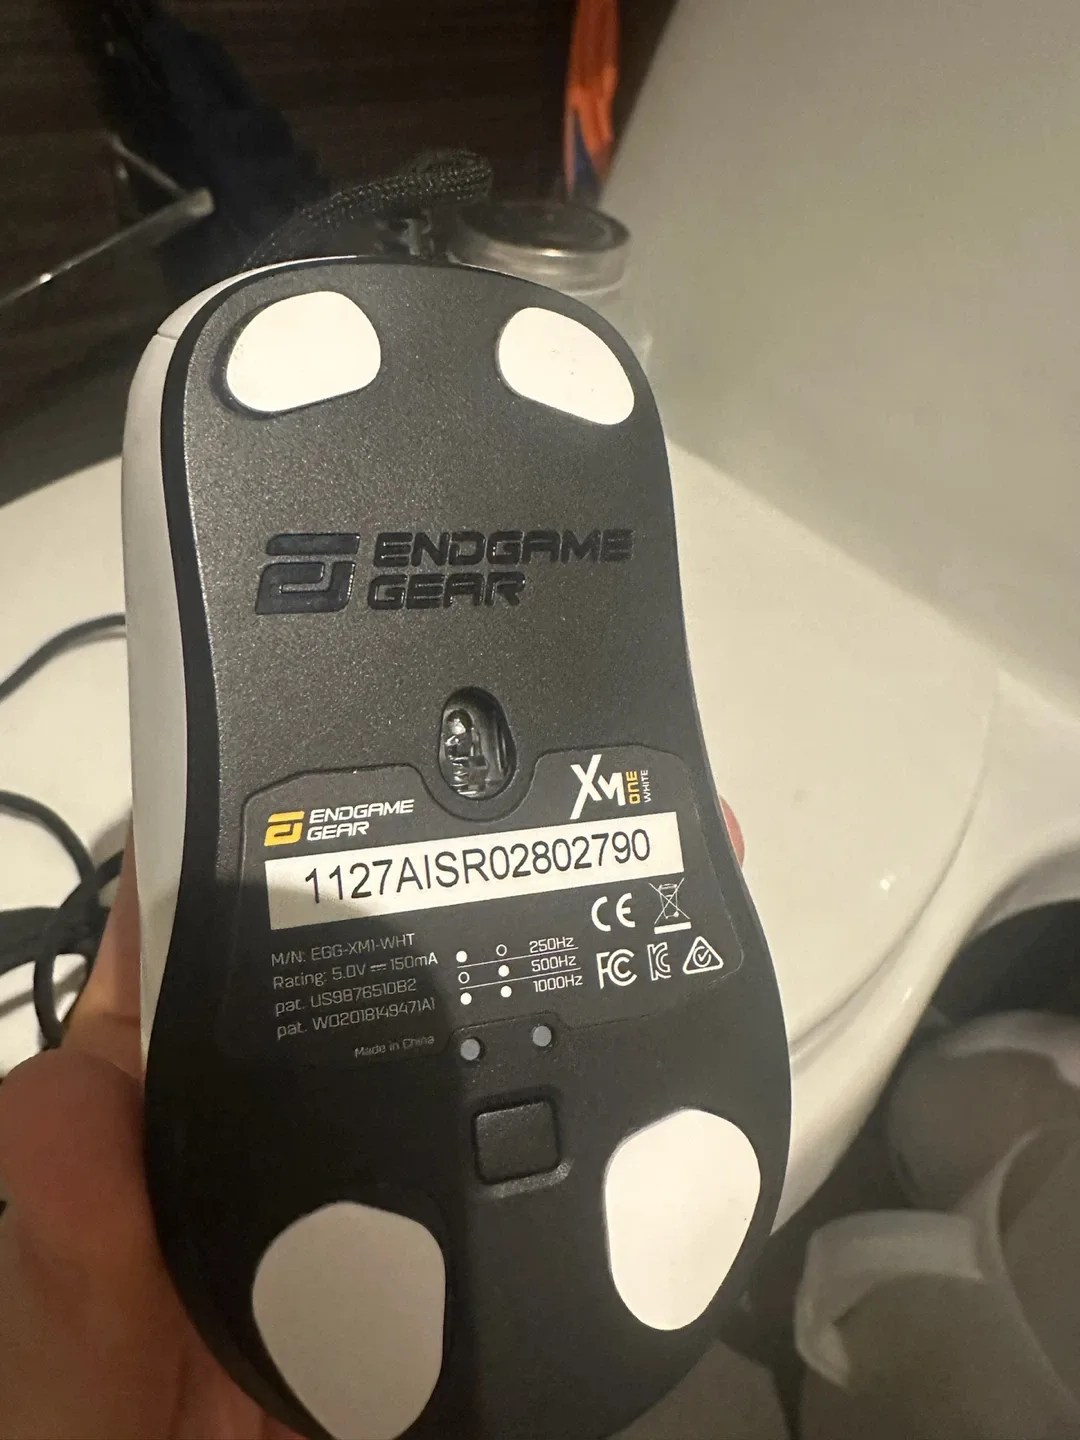 ENDGAME
GEAR
ENDGAME
GEAR
XM ONE WHITE
1127AISR02802790
M/N: EGG-XM1-WHT
Rating: 5.0V ⎓ 150mA
pat. US9876510B2
pat. WO2018149471A1
Made in China
250Hz
500Hz
1000Hz
CE
FC